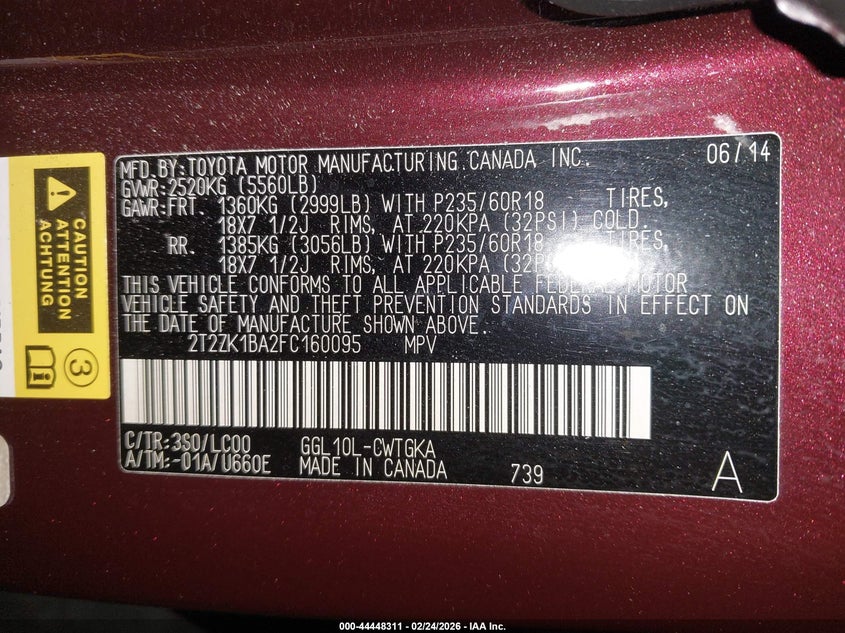 MFD.BY:TOYOTA MOTOR MANUFACTURING CANADA INC. 06/14
GVWR:2520KG (5560LB)
GAWR:FRT. 1360KG (2999LB) WITH P235/60R18 TIRES,
18X7 1/2J RIMS, AT 220KPA (32PSI) COLD,
RR. 1385KG (3056LB) WITH P235/60R18 TIRES,
18X7 1/2J RIMS, AT 220KPA (32PSI)
THIS VEHICLE CONFORMS TO ALL APPLICABLE FEDERAL MOTOR
VEHICLE SAFETY AND THEFT PREVENTION STANDARDS IN EFFECT ON
THE DATE OF MANUFACTURE SHOWN ABOVE.
2T2ZK1BA2FC160095 MPV
C/TR:3S0/LC00 GGL10L-CWTGKA
A/TM:-01A/U660E MADE IN CANADA 739 A
CAUTION
ATTENTION
ACHTUNG
3
000-44448311 - 02/24/2026 - IAA Inc.